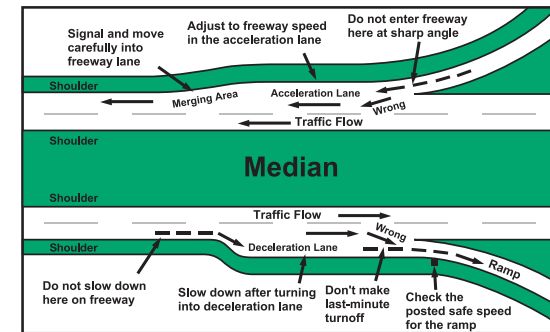 Signal and move
carefully into
freeway lane
Adjust to freeway speed
in the acceleration lane
Do not enter freeway
here at sharp angle
Shoulder
Merging Area
Acceleration Lane
Wrong
Traffic Flow
Shoulder
Median
Shoulder
Traffic Flow
Wrong
Shoulder
Deceleration Lane
Ramp
Do not slow down
here on freeway
Slow down after turning
into deceleration lane
Don't make
last-minute
turnoff
Check the
posted safe speed
for the ramp